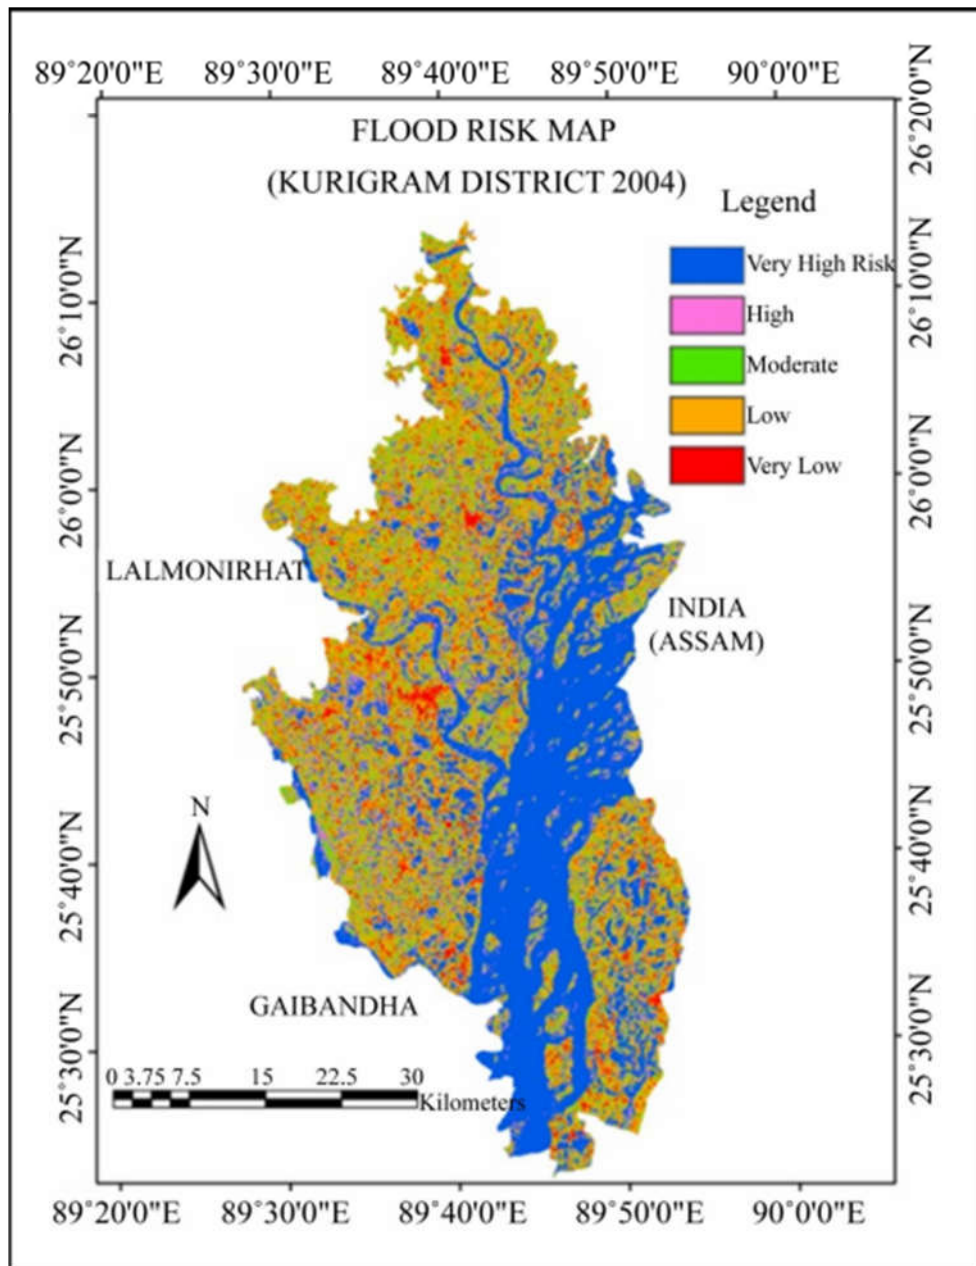 89°20'0"E 89°30'0"E 89°40'0"E 89°50'0"E 90°0'0"E
26°20'0"N
FLOOD RISK MAP
(KURIGRAM DISTRICT 2004)
Legend
Very High Risk
High
Moderate
Low
Very Low
26°10'0"N
26°10'0"N
26°0'0"N
26°0'0"N
LALMONIRHAT
INDIA
(ASSAM)
25°50'0"N
25°50'0"N
N
25°40'0"N
25°40'0"N
GAIBANDHA
25°30'0"N
25°30'0"N
0 3.75 7.5 15 22.5 30
Kilometers
89°20'0"E 89°30'0"E 89°40'0"E 89°50'0"E 90°0'0"E